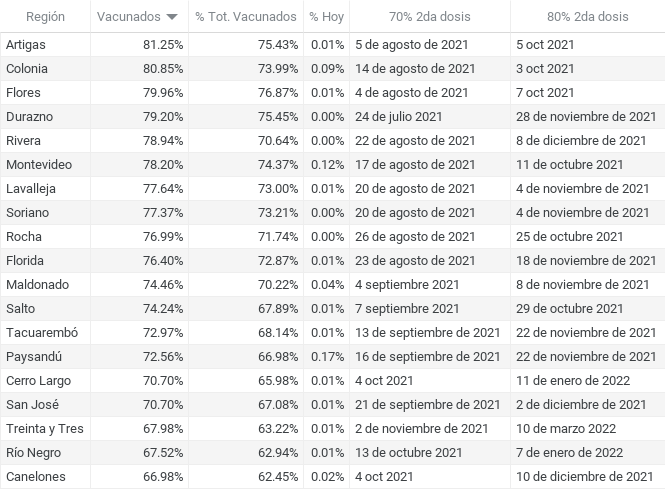 Región Vacunados % Tot. Vacunados % Hoy 70% 2da dosis 80% 2da dosis
Artigas 81.25% 75.43% 0.01% 5 de agosto de 2021 5 oct 2021
Colonia 80.85% 73.99% 0.09% 14 de agosto de 2021 3 oct 2021
Flores 79.96% 76.87% 0.01% 4 de agosto de 2021 7 oct 2021
Durazno 79.20% 75.45% 0.00% 24 de julio 2021 28 de noviembre de 2021
Rivera 78.94% 70.64% 0.00% 22 de agosto de 2021 8 de diciembre de 2021
Montevideo 78.20% 74.37% 0.12% 17 de agosto de 2021 11 de octubre 2021
Lavalleja 77.64% 73.00% 0.01% 20 de agosto de 2021 4 de noviembre de 2021
Soriano 77.37% 73.21% 0.00% 20 de agosto de 2021 4 de noviembre de 2021
Rocha 76.99% 71.74% 0.00% 26 de agosto de 2021 25 de octubre 2021
Florida 76.40% 72.87% 0.01% 23 de agosto de 2021 18 de noviembre de 2021
Maldonado 74.46% 70.22% 0.04% 4 septiembre 2021 8 de noviembre de 2021
Salto 74.24% 67.89% 0.01% 7 septiembre 2021 29 de octubre 2021
Tacuarembó 72.97% 68.14% 0.01% 13 de septiembre de 2021 22 de noviembre de 2021
Paysandú 72.56% 66.98% 0.17% 16 de septiembre de 2021 22 de noviembre de 2021
Cerro Largo 70.70% 65.98% 0.01% 4 oct 2021 11 de enero de 2022
San José 70.70% 67.08% 0.01% 21 de septiembre de 2021 2 de diciembre de 2021
Treinta y Tres 67.98% 63.22% 0.01% 2 de noviembre de 2021 10 de marzo 2022
Río Negro 67.52% 62.94% 0.01% 13 de octubre 2021 7 de enero de 2022
Canelones 66.98% 62.45% 0.02% 4 oct 2021 10 de diciembre de 2021